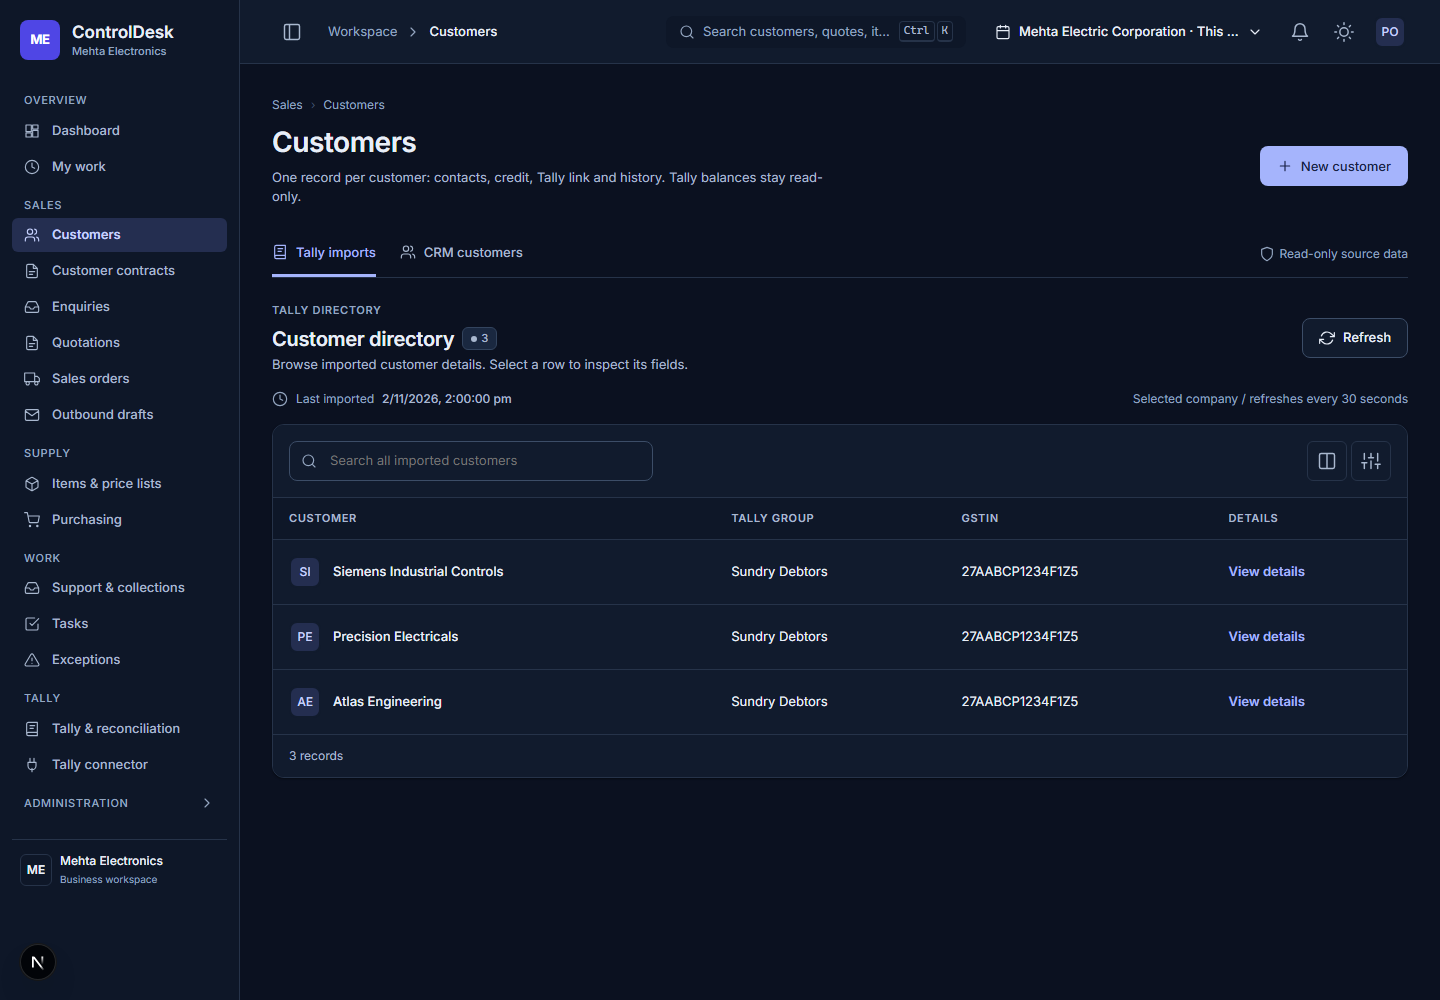 ME
ControlDesk
Mehta Electronics
OVERVIEW
Dashboard
My work
SALES
Customers
Customer contracts
Enquiries
Quotations
Sales orders
Outbound drafts
SUPPLY
Items & price lists
Purchasing
WORK
Support & collections
Tasks
Exceptions
TALLY
Tally & reconciliation
Tally connector
ADMINISTRATION
ME
Mehta Electronics
Business workspace
N
Workspace > Customers
Search customers, quotes, it... Ctrl K
Mehta Electric Corporation · This ...
PO
Sales › Customers
Customers
One record per customer: contacts, credit, Tally link and history. Tally balances stay read-
only.
+ New customer
Tally imports CRM customers
Read-only source data
TALLY DIRECTORY
Customer directory 3
Browse imported customer details. Select a row to inspect its fields.
Refresh
Last imported 2/11/2026, 2:00:00 pm
Selected company / refreshes every 30 seconds
Search all imported customers
CUSTOMER TALLY GROUP GSTIN DETAILS
SI Siemens Industrial Controls Sundry Debtors 27AABCP1234F1Z5 View details
PE Precision Electricals Sundry Debtors 27AABCP1234F1Z5 View details
AE Atlas Engineering Sundry Debtors 27AABCP1234F1Z5 View details
3 records